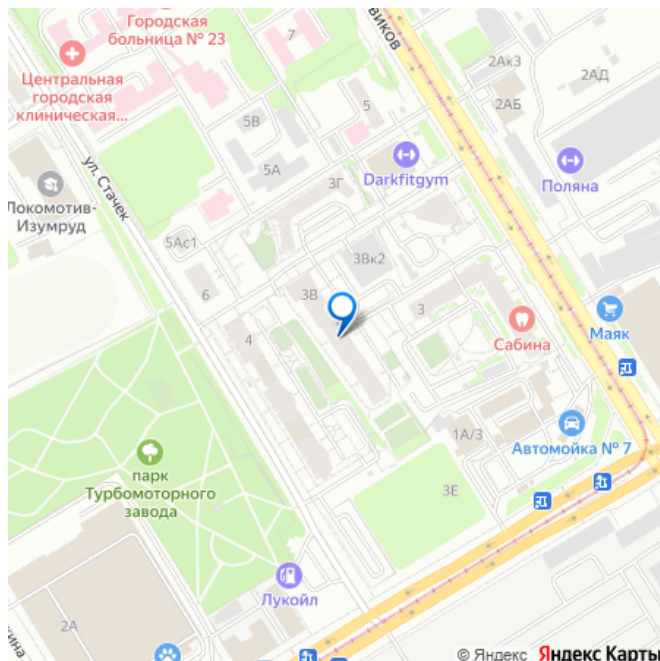 Городская
больница № 23
7
виков
Центральная
городская
клиническая...
2Ак3
2АД
2АБ
5
5В
Darkfitgym
Поляна
5А
3Г
ул. Стачек
Локомотив-
Изумруд
5Ас1
3Вк2
6
3В
3
4
Сабина
Маяк
1А/3
Автомойка № 7
парк
Турбомоторного
завода
3Е
Лукойл
2А
кина
© Яндекс Яндекс Карты